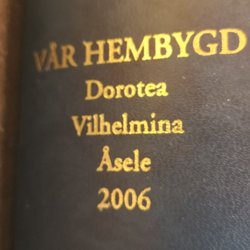 VÅR HEMBYGD
Dorotea
Vilhelmina
Åsele
2006